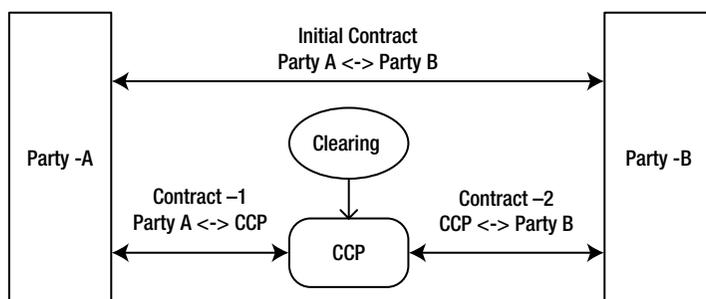 Initial Contract
Party A <-> Party B
Clearing
Party -A
Party -B
Contract –1
Party A <-> CCP
Contract –2
CCP <-> Party B
CCP